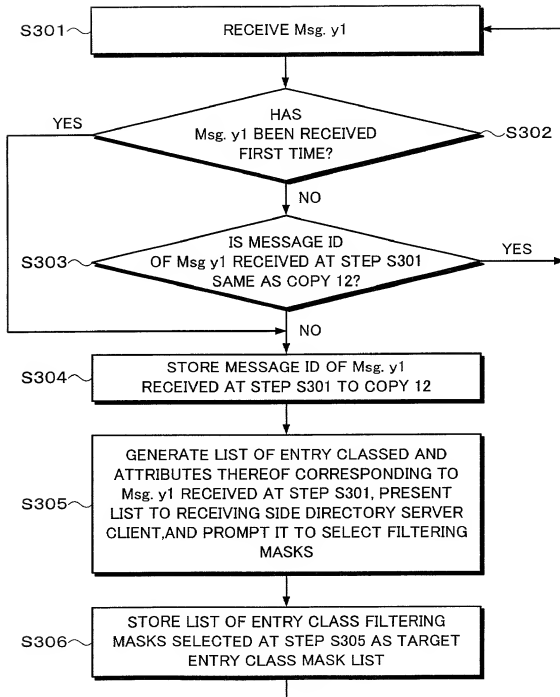 S301
RECEIVE Msg. y1
YES
HAS
Msg. y1 BEEN RECEIVED
FIRST TIME?
S302
NO
S303
IS MESSAGE ID
OF Msg y1 RECEIVED AT STEP S301
SAME AS COPY 12?
YES
NO
S304
STORE MESSAGE ID OF Msg. y1
RECEIVED AT STEP S301 TO COPY 12
S305
GENERATE LIST OF ENTRY CLASSED AND
ATTRIBUTES THEREOF CORRESPONDING TO
Msg. y1 RECEIVED AT STEP S301, PRESENT
LIST TO RECEIVING SIDE DIRECTORY SERVER
CLIENT,AND PROMPT IT TO SELECT FILTERING
MASKS
S306
STORE LIST OF ENTRY CLASS FILTERING
MASKS SELECTED AT STEP S305 AS TARGET
ENTRY CLASS MASK LIST